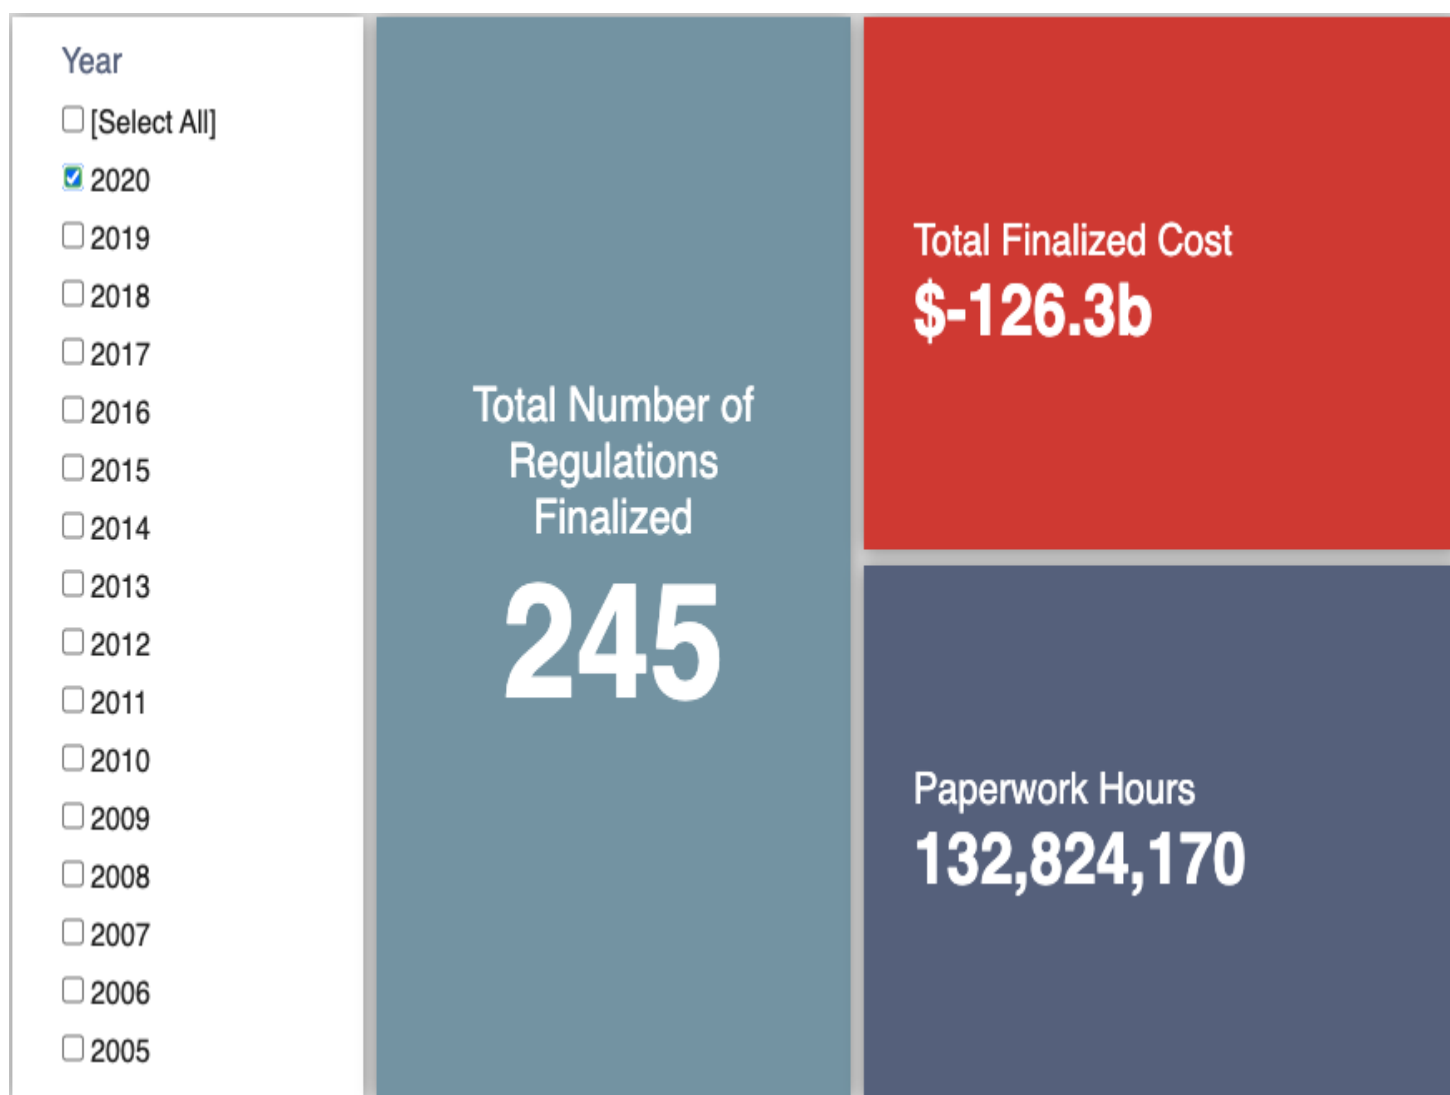 Year
[Select All]
2020
2019
2018
2017
2016
2015
2014
2013
2012
2011
2010
2009
2008
2007
2006
2005
Total Number of
Regulations
Finalized
245
Total Finalized Cost
$-126.3b
Paperwork Hours
132,824,170